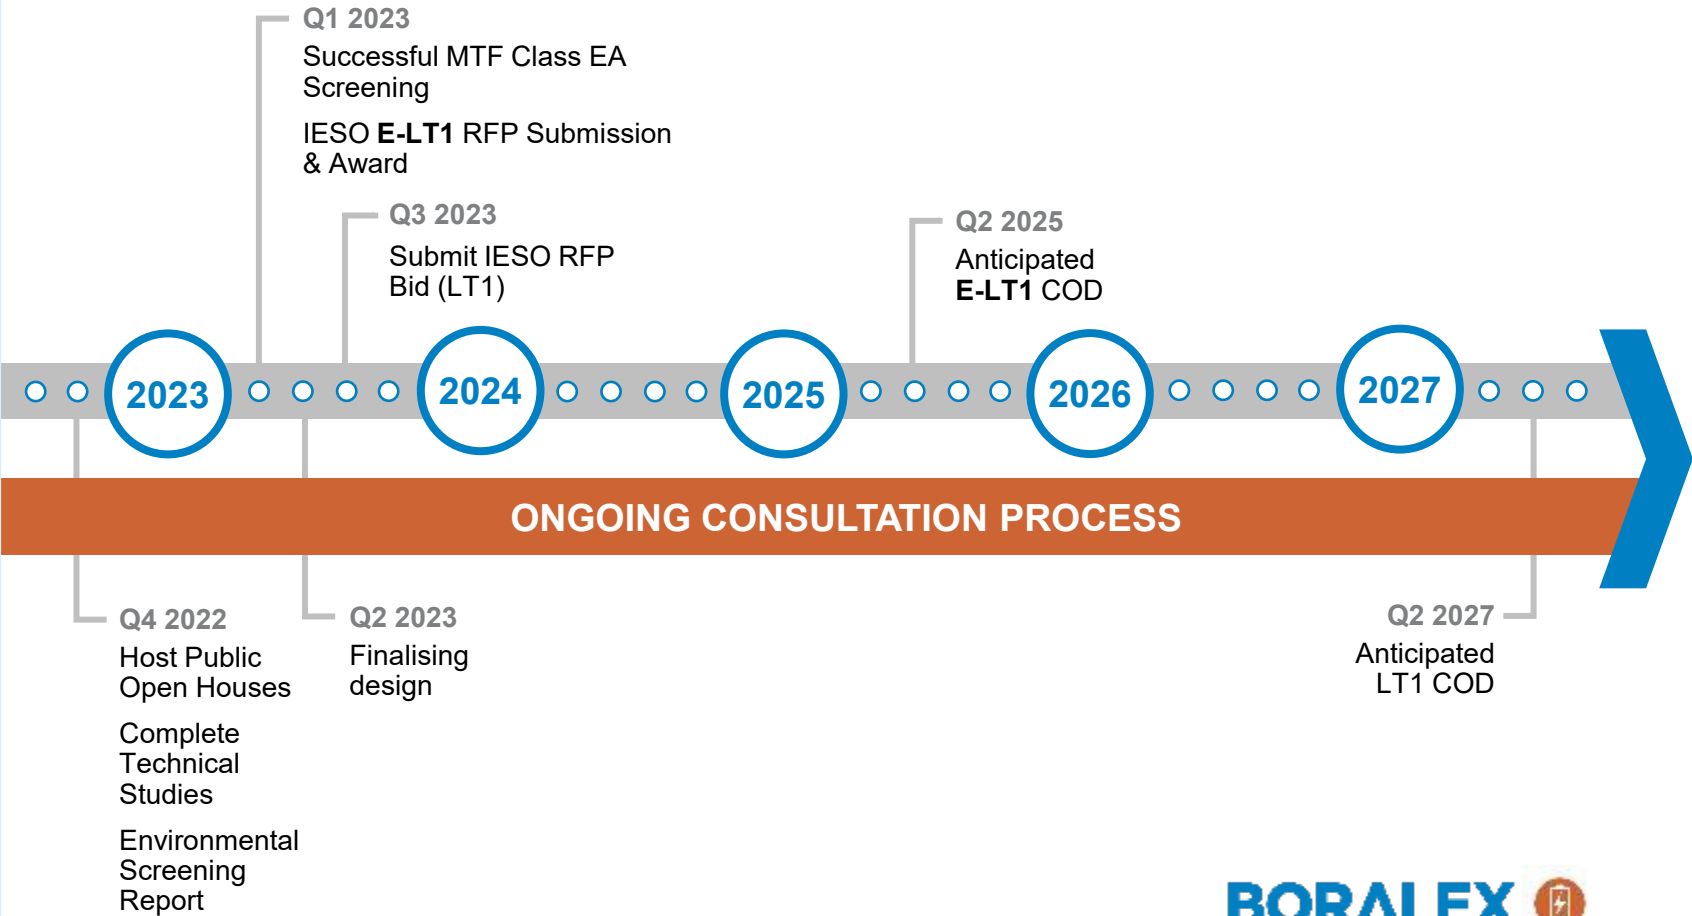 Q1 2023
Successful MTF Class EA
Screening
IESO E-LT1 RFP Submission
& Award
Q3 2023
Submit IESO RFP
Bid (LT1)
Q2 2025
Anticipated
E-LT1 COD
2023
2024
2025
2026
2027
ONGOING CONSULTATION PROCESS
Q4 2022
Host Public
Open Houses
Complete
Technical
Studies
Environmental
Screening
Report
Q2 2023
Finalising
design
Q2 2027
Anticipated
LT1 COD
BORALEX